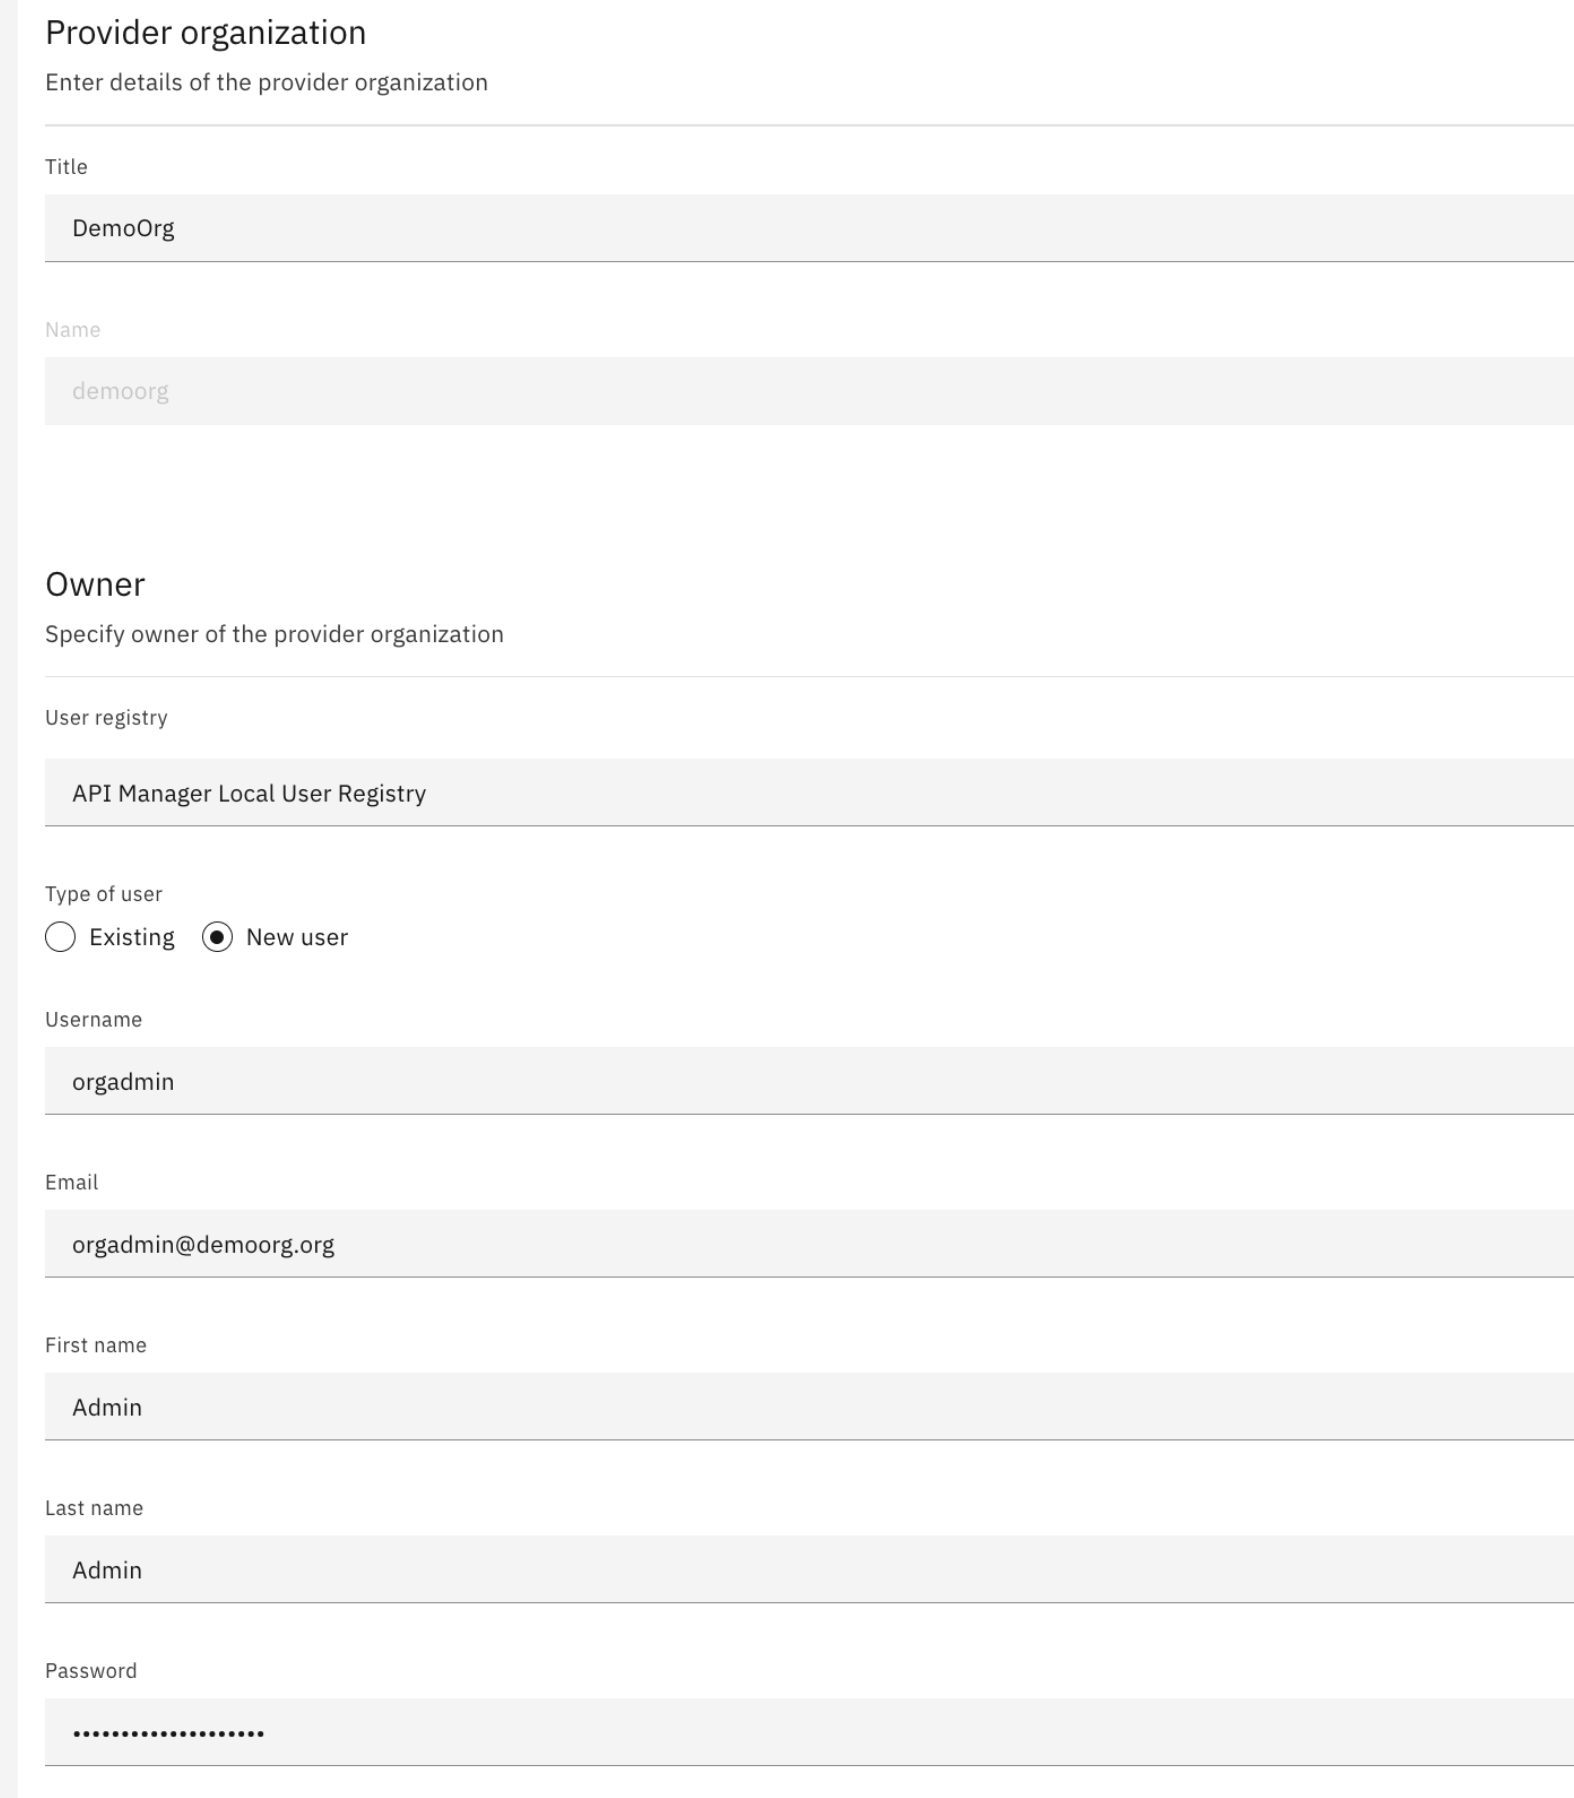 Provider organization
Enter details of the provider organization
Title
DemoOrg
Name
demoorg
Owner
Specify owner of the provider organization
User registry
API Manager Local User Registry
Type of user
Existing New user
Username
orgadmin
Email
orgadmin@demoorg.org
First name
Admin
Last name
Admin
Password
••••••••••••••••••••